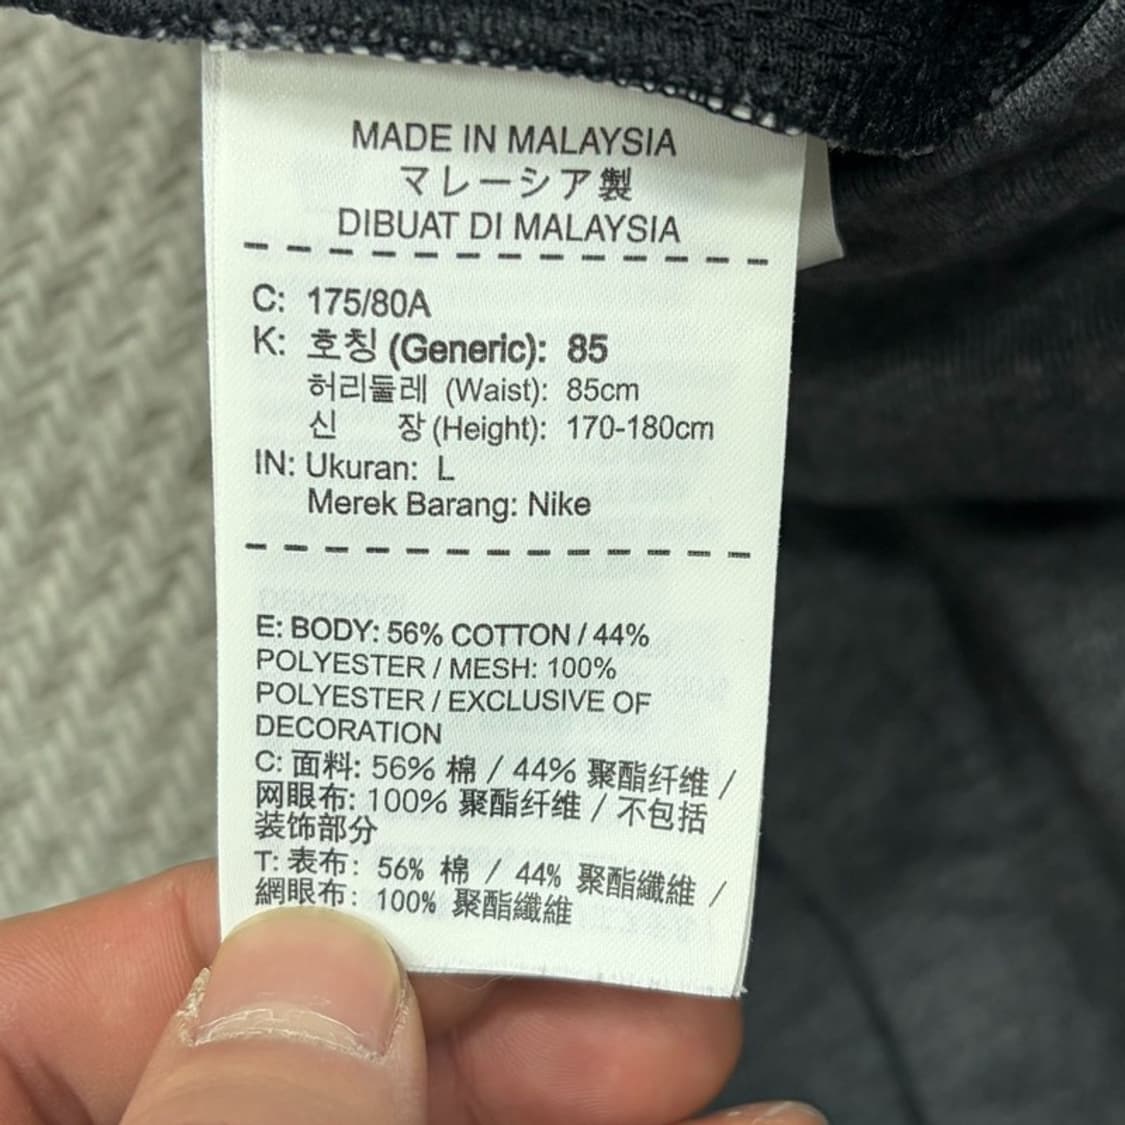 MADE IN MALAYSIA
マレーシア製
DIBUAT DI MALAYSIA
C: 175/80A
K: 호칭 (Generic): 85
허리둘레 (Waist): 85cm
신 장 (Height): 170-180cm
IN: Ukuran: L
Merek Barang: Nike
E: BODY: 56% COTTON / 44%
POLYESTER / MESH: 100%
POLYESTER / EXCLUSIVE OF
DECORATION
C: 面料: 56% 棉 / 44% 聚酯纤维 /
网眼布: 100% 聚酯纤维 / 不包括
装饰部分
T: 表布: 56% 棉 / 44% 聚酯纖維 /
網眼布: 100% 聚酯纖維